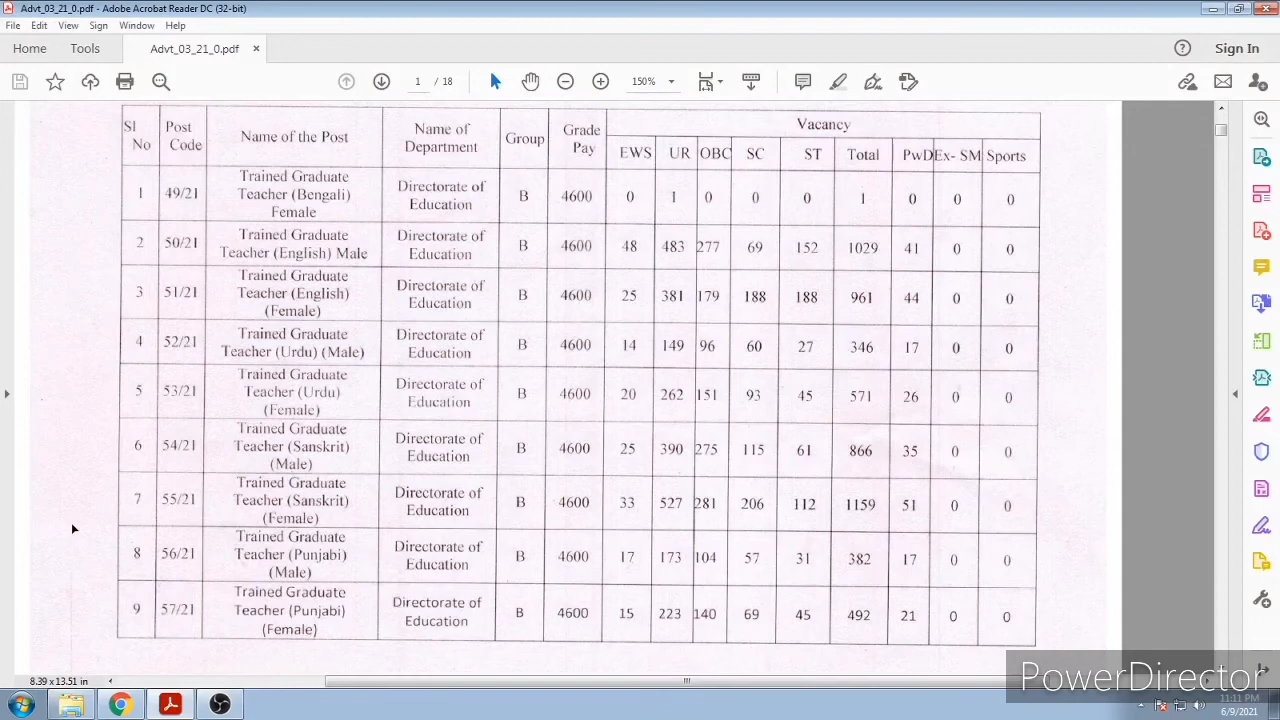 Advt_03_21_0.pdf - Adobe Acrobat Reader DC (32-bit)
File Edit View Sign Window Help
Home Tools Advt_03_21_0.pdf × Sign In
1 / 18 150%
Sl No Post Code Name of the Post Name of Department Group Grade Pay Vacancy
EWS UR OBC SC ST Total PwD Ex- SM Sports
1 49/21 Trained Graduate Teacher (Bengali) Female Directorate of Education B 4600 0 1 0 0 0 1 0 0 0
2 50/21 Trained Graduate Teacher (English) Male Directorate of Education B 4600 48 483 277 69 152 1029 41 0 0
3 51/21 Trained Graduate Teacher (English) (Female) Directorate of Education B 4600 25 381 179 188 188 961 44 0 0
4 52/21 Trained Graduate Teacher (Urdu) (Male) Directorate of Education B 4600 14 149 96 60 27 346 17 0 0
5 53/21 Trained Graduate Teacher (Urdu) (Female) Directorate of Education B 4600 20 262 151 93 45 571 26 0 0
6 54/21 Trained Graduate Teacher (Sanskrit) (Male) Directorate of Education B 4600 25 390 275 115 61 866 35 0 0
7 55/21 Trained Graduate Teacher (Sanskrit) (Female) Directorate of Education B 4600 33 527 281 206 112 1159 51 0 0
8 56/21 Trained Graduate Teacher (Punjabi) (Male) Directorate of Education B 4600 17 173 104 57 31 382 17 0 0
9 57/21 Trained Graduate Teacher (Punjabi) (Female) Directorate of Education B 4600 15 223 140 69 45 492 21 0 0
8.39 x 13.51 in
PowerDirector
11:11 PM
6/9/2021